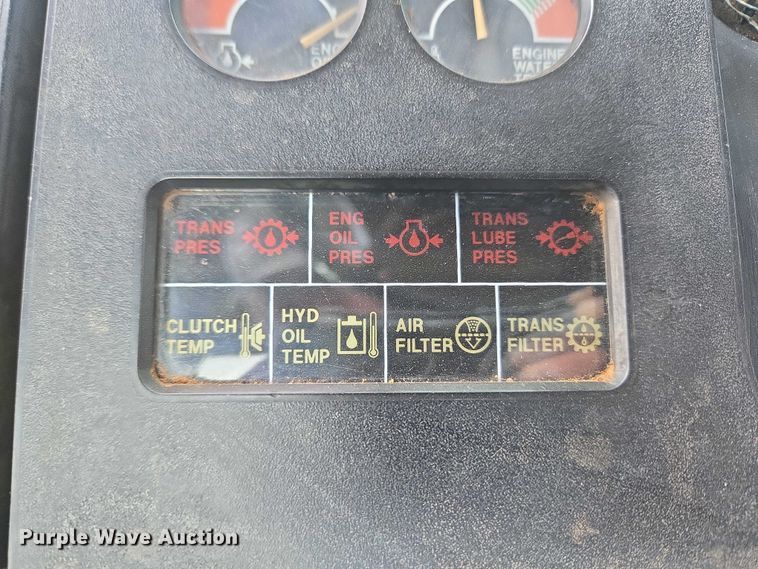 ENG
ENGINE
WATER
TRANS
PRES
ENG
OIL
PRES
TRANS
LUBE
PRES
CLUTCH
TEMP
HYD
OIL
TEMP
AIR
FILTER
TRANS
FILTER
Purple Wave Auction